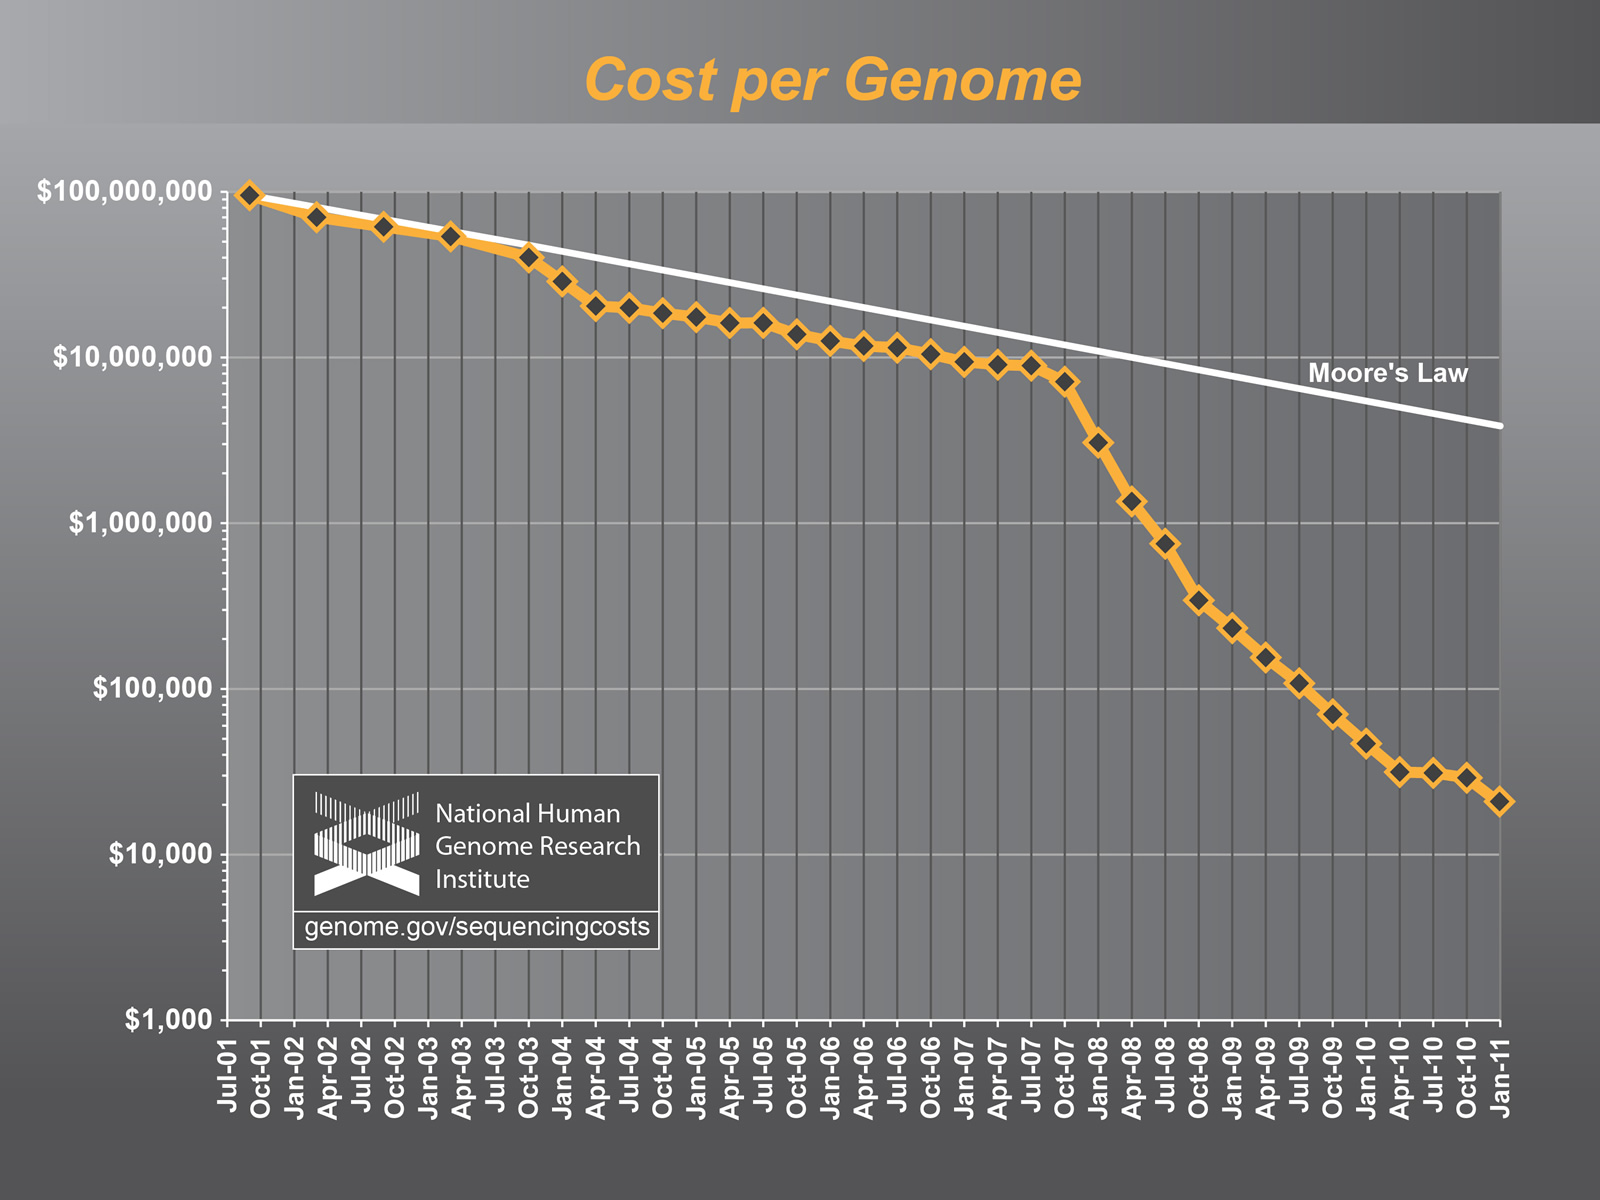 Cost per Genome
$100,000,000
$10,000,000
$1,000,000
$100,000
$10,000
$1,000
Moore's Law
National Human
Genome Research
Institute
genome.gov/sequencingcosts
Jul-01
Oct-01
Jan-02
Apr-02
Jul-02
Oct-02
Jan-03
Apr-03
Jul-03
Oct-03
Jan-04
Apr-04
Jul-04
Oct-04
Jan-05
Apr-05
Jul-05
Oct-05
Jan-06
Apr-06
Jul-06
Oct-06
Jan-07
Apr-07
Jul-07
Oct-07
Jan-08
Apr-08
Jul-08
Oct-08
Jan-09
Apr-09
Jul-09
Oct-09
Jan-10
Apr-10
Jul-10
Oct-10
Jan-11